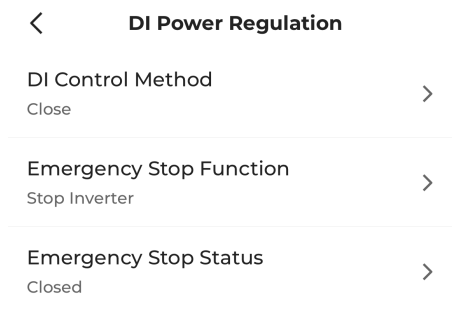 DI Power Regulation
DI Control Method
Close
Emergency Stop Function
Stop Inverter
Emergency Stop Status
Closed